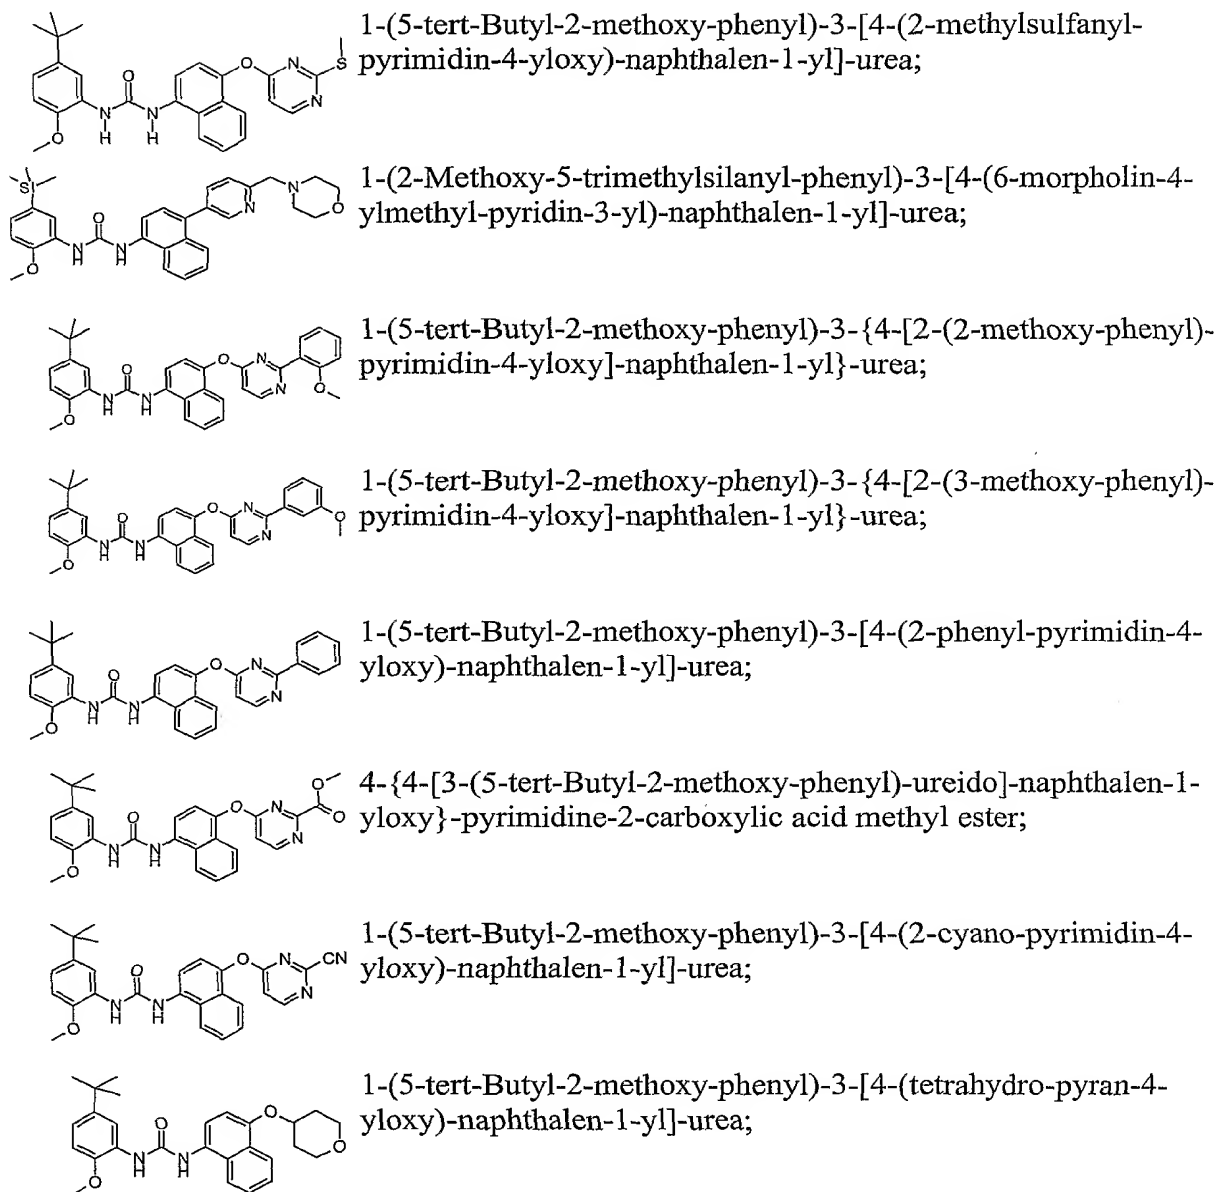 1-(5-tert-Butyl-2-methoxy-phenyl)-3-[4-(2-methylsulfanyl-
pyrimidin-4-yloxy)-naphthalen-1-yl]-urea;
1-(2-Methoxy-5-trimethylsilanyl-phenyl)-3-[4-(6-morpholin-4-
ylmethyl-pyridin-3-yl)-naphthalen-1-yl]-urea;
1-(5-tert-Butyl-2-methoxy-phenyl)-3-{4-[2-(2-methoxy-phenyl)-
pyrimidin-4-yloxy]-naphthalen-1-yl}-urea;
1-(5-tert-Butyl-2-methoxy-phenyl)-3-{4-[2-(3-methoxy-phenyl)-
pyrimidin-4-yloxy]-naphthalen-1-yl}-urea;
1-(5-tert-Butyl-2-methoxy-phenyl)-3-[4-(2-phenyl-pyrimidin-4-
yloxy)-naphthalen-1-yl]-urea;
4-{4-[3-(5-tert-Butyl-2-methoxy-phenyl)-ureido]-naphthalen-1-
yloxy}-pyrimidine-2-carboxylic acid methyl ester;
1-(5-tert-Butyl-2-methoxy-phenyl)-3-[4-(2-cyano-pyrimidin-4-
yloxy)-naphthalen-1-yl]-urea;
1-(5-tert-Butyl-2-methoxy-phenyl)-3-[4-(tetrahydro-pyran-4-
yloxy)-naphthalen-1-yl]-urea;